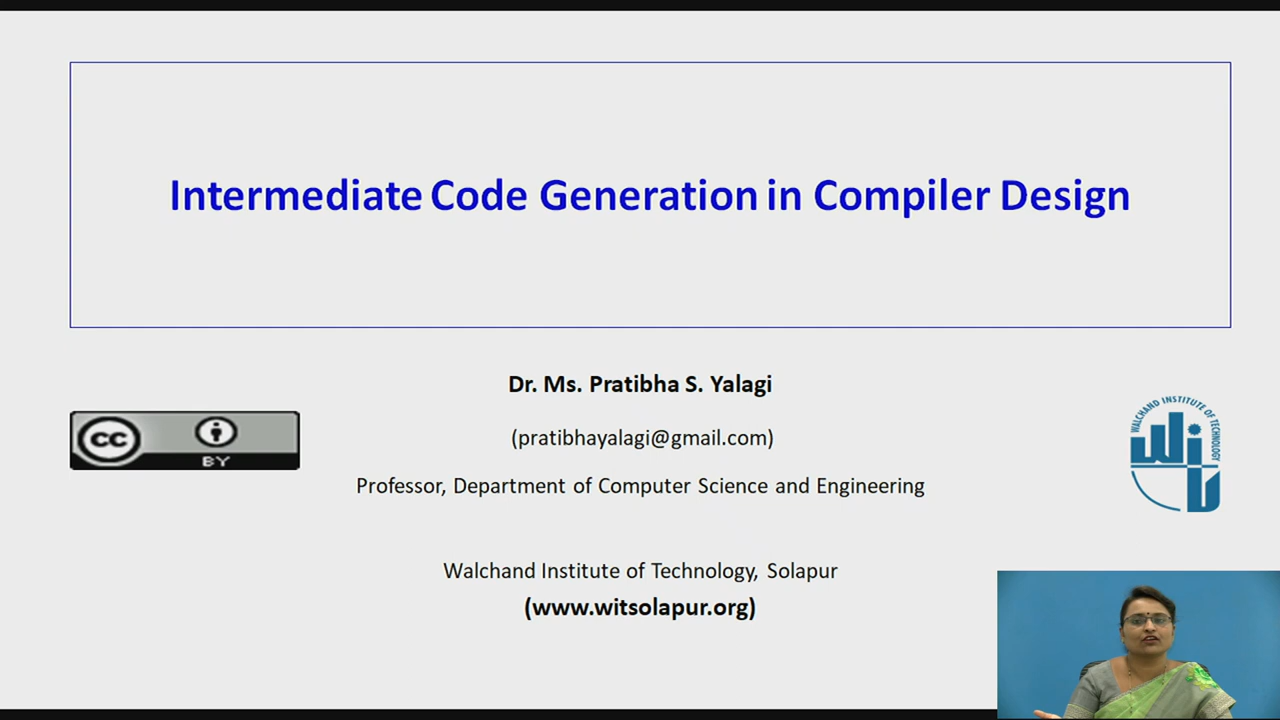 Intermediate Code Generation in Compiler Design
Dr. Ms. Pratibha S. Yalagi
(pratibhayalagi@gmail.com)
Professor, Department of Computer Science and Engineering
Walchand Institute of Technology, Solapur
(www.witsolapur.org)
CC
BY
WALCHAND INSTITUTE OF TECHNOLOGY
WIT